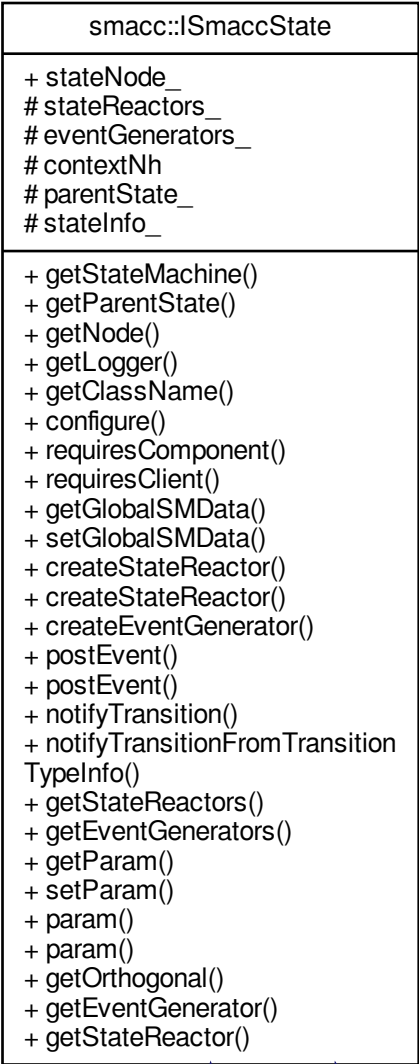 smacc::ISmaccState
+ stateNode_
# stateReactors_
# eventGenerators_
# contextNh
# parentState_
# stateInfo_
+ getStateMachine()
+ getParentState()
+ getNode()
+ getLogger()
+ getClassName()
+ configure()
+ requiresComponent()
+ requiresClient()
+ getGlobalSMData()
+ setGlobalSMData()
+ createStateReactor()
+ createStateReactor()
+ createEventGenerator()
+ postEvent()
+ postEvent()
+ notifyTransition()
+ notifyTransitionFromTransition
TypeInfo()
+ getStateReactors()
+ getEventGenerators()
+ getParam()
+ setParam()
+ param()
+ param()
+ getOrthogonal()
+ getEventGenerator()
+ getStateReactor()